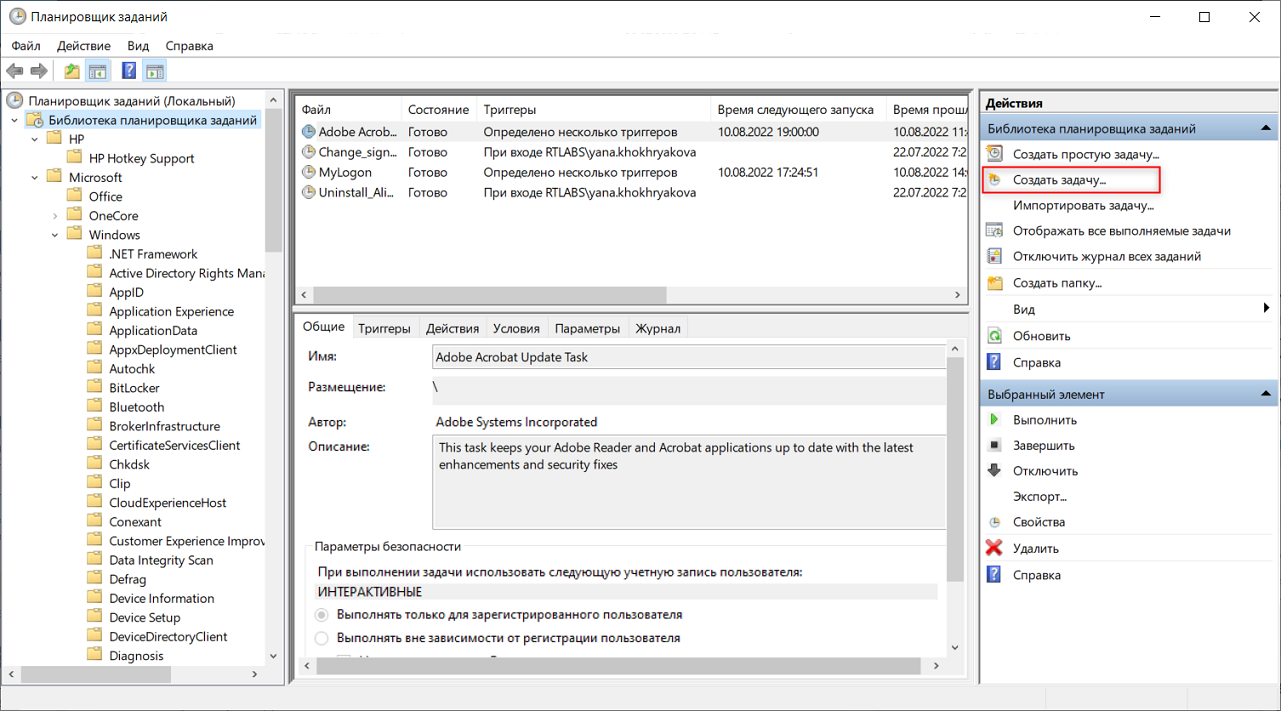 Планировщик заданий
Файл Действие Вид Справка
Планировщик заданий (Локальный)
Библиотека планировщика заданий
HP
HP Hotkey Support
Microsoft
Office
OneCore
Windows
.NET Framework
Active Directory Rights Mana
AppID
Application Experience
ApplicationData
AppxDeploymentClient
Autochk
BitLocker
Bluetooth
BrokerInfrastructure
CertificateServicesClient
Chkdsk
Clip
CloudExperienceHost
Conexant
Customer Experience Improv
Data Integrity Scan
Defrag
Device Information
Device Setup
DeviceDirectoryClient
Diagnosis
Файл Состояние Триггеры Время следующего запуска Время прошл
Adobe Acrob... Готово Определено несколько триггеров 10.08.2022 19:00:00 10.08.2022 11:
Change_sign... Готово При входе RTLABS\yana.khokhryakova 22.07.2022 7:2
MyLogon Готово Определено несколько триггеров 10.08.2022 17:24:51 10.08.2022 14:
Uninstall_Ali... Готово При входе RTLABS\yana.khokhryakova 22.07.2022 7:2
Общие Триггеры Действия Условия Параметры Журнал
Имя: Adobe Acrobat Update Task
Размещение: \
Автор: Adobe Systems Incorporated
Описание: This task keeps your Adobe Reader and Acrobat applications up to date with the latest
enhancements and security fixes
Параметры безопасности
При выполнении задачи использовать следующую учетную запись пользователя:
ИНТЕРАКТИВНЫЕ
Выполнять только для зарегистрированного пользователя
Выполнять вне зависимости от регистрации пользователя
Действия
Библиотека планировщика заданий
Создать простую задачу...
Создать задачу...
Импортировать задачу...
Отображать все выполняемые задачи
Отключить журнал всех заданий
Создать папку...
Вид
Обновить
Справка
Выбранный элемент
Выполнить
Завершить
Отключить
Экспорт...
Свойства
Удалить
Справка